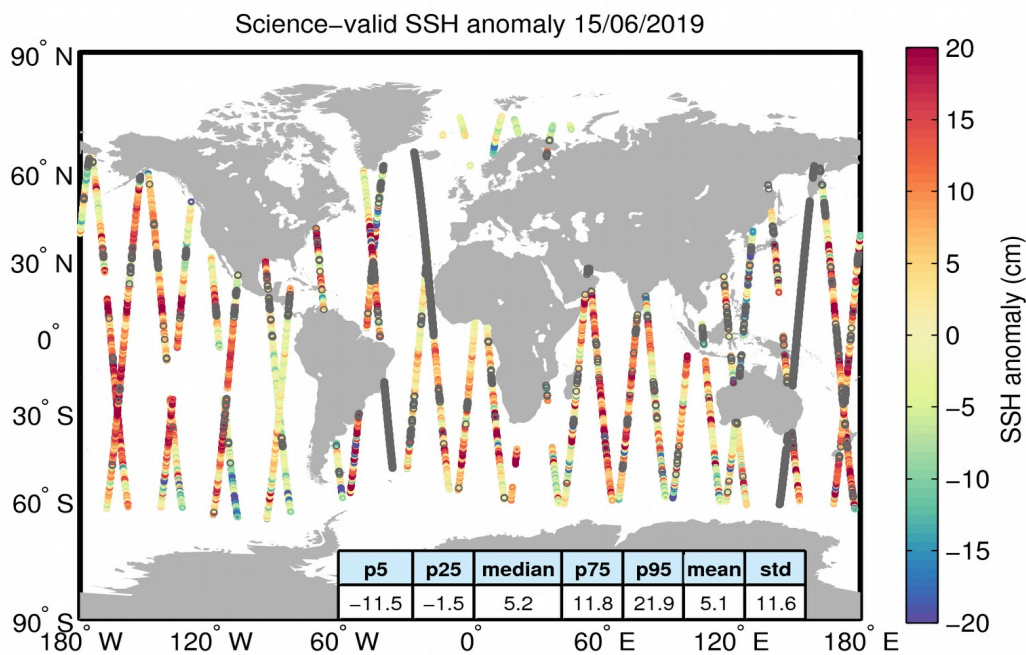 Science−valid SSH anomaly 15/06/2019
90° N
60° N
30° N
0°
30° S
60° S
90° S
180° W 120° W 60° W 0° 60° E 120° E 180° E
p5 p25 median p75 p95 mean std
−11.5 −1.5 5.2 11.8 21.9 5.1 11.6
20
15
10
5
0
−5
−10
−15
−20
SSH anomaly (cm)